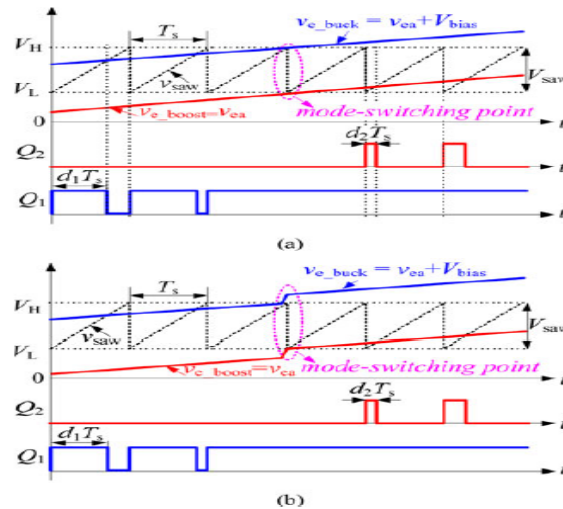 v_e_buck = v_ea+V_bias
V_H
T_s
V_saw
v_saw
V_L
v_e_boost=v_ea
mode-switching point
0
t
d_2T_s
Q_2
t
d_1T_s
Q_1
t
(a)
v_e_buck = v_ea+V_bias
T_s
V_H
V_saw
v_saw
V_L
v_e_boost=v_ea
mode-switching point
0
t
d_2T_s
Q_2
t
d_1T_s
Q_1
t
(b)